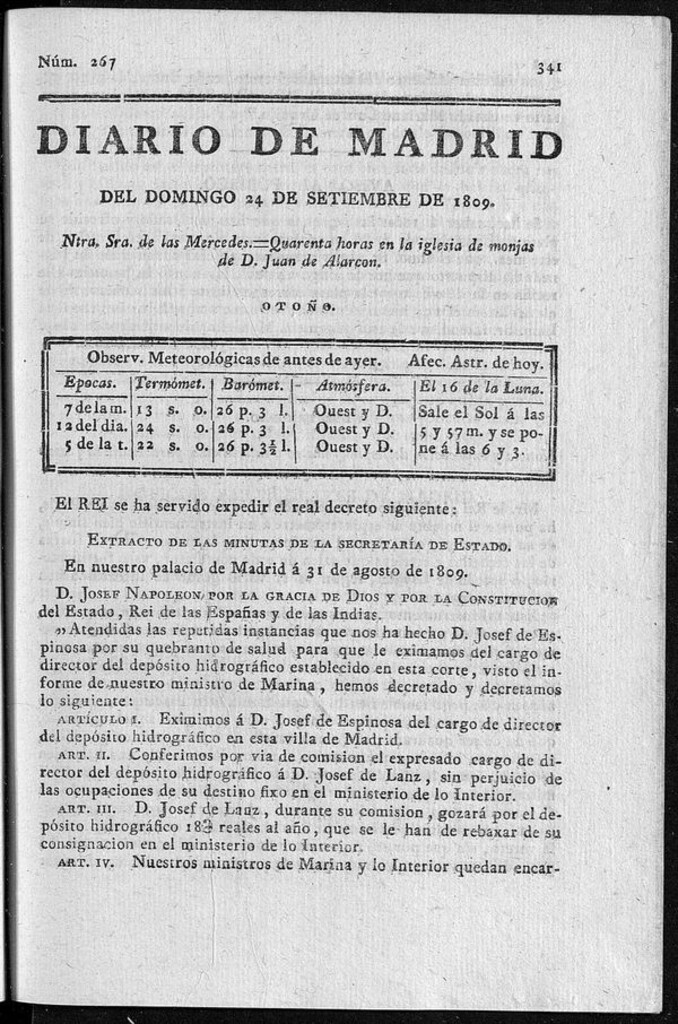 Núm. 267 341
DIARIO DE MADRID
DEL DOMINGO 24 DE SETIEMBRE DE 1809.
Ntra. Sra. de las Mercedes.=Quarenta horas en la iglesia de monjas
de D. Juan de Alarcon.
OTOÑO.
Observ. Meteorológicas de antes de ayer. Afec. Astr. de hoy.
Epocas. Termómet. Barómet. Atmósfera. El 16 de la Luna.
7 de la m. 13 s. o. 26 p. 3 l. Ouest y D. Sale el Sol á las
12 del dia. 24 s. o. 26 p. 3 l. Ouest y D. 5 y 57 m. y se po-
5 de la t. 22 s. o. 26 p. 3½ l. Ouest y D. ne á las 6 y 3.
El REI se ha servido expedir el real decreto siguiente:
EXTRACTO DE LAS MINUTAS DE LA SECRETARÍA DE ESTADO.
En nuestro palacio de Madrid á 31 de agosto de 1809.
D. JOSEF NAPOLEON POR LA GRACIA DE DIOS Y POR LA CONSTITUCION
del Estado, Rei de las Españas y de las Indias.
„Atendidas las repetidas instancias que nos ha hecho D. Josef de Es-
pinosa por su quebranto de salud para que le eximamos del cargo de
director del depósito hidrográfico establecido en esta corte, visto el in-
forme de nuestro ministro de Marina, hemos decretado y decretamos
lo siguiente:
ARTÍCULO I. Eximimos á D. Josef de Espinosa del cargo de director
del depósito hidrográfico en esta villa de Madrid.
ART. II. Conferimos por via de comision el expresado cargo de di-
rector del depósito hidrográfico á D. Josef de Lanz, sin perjuicio de
las ocupaciones de su destino fixo en el ministerio de lo Interior.
ART. III. D. Josef de Lanz, durante su comision, gozará por el de-
pósito hidrográfico reales al año, que se le han de rebaxar de su
consignacion en el ministerio de lo Interior.
ART. IV. Nuestros ministros de Marina y lo Interior quedan encar-